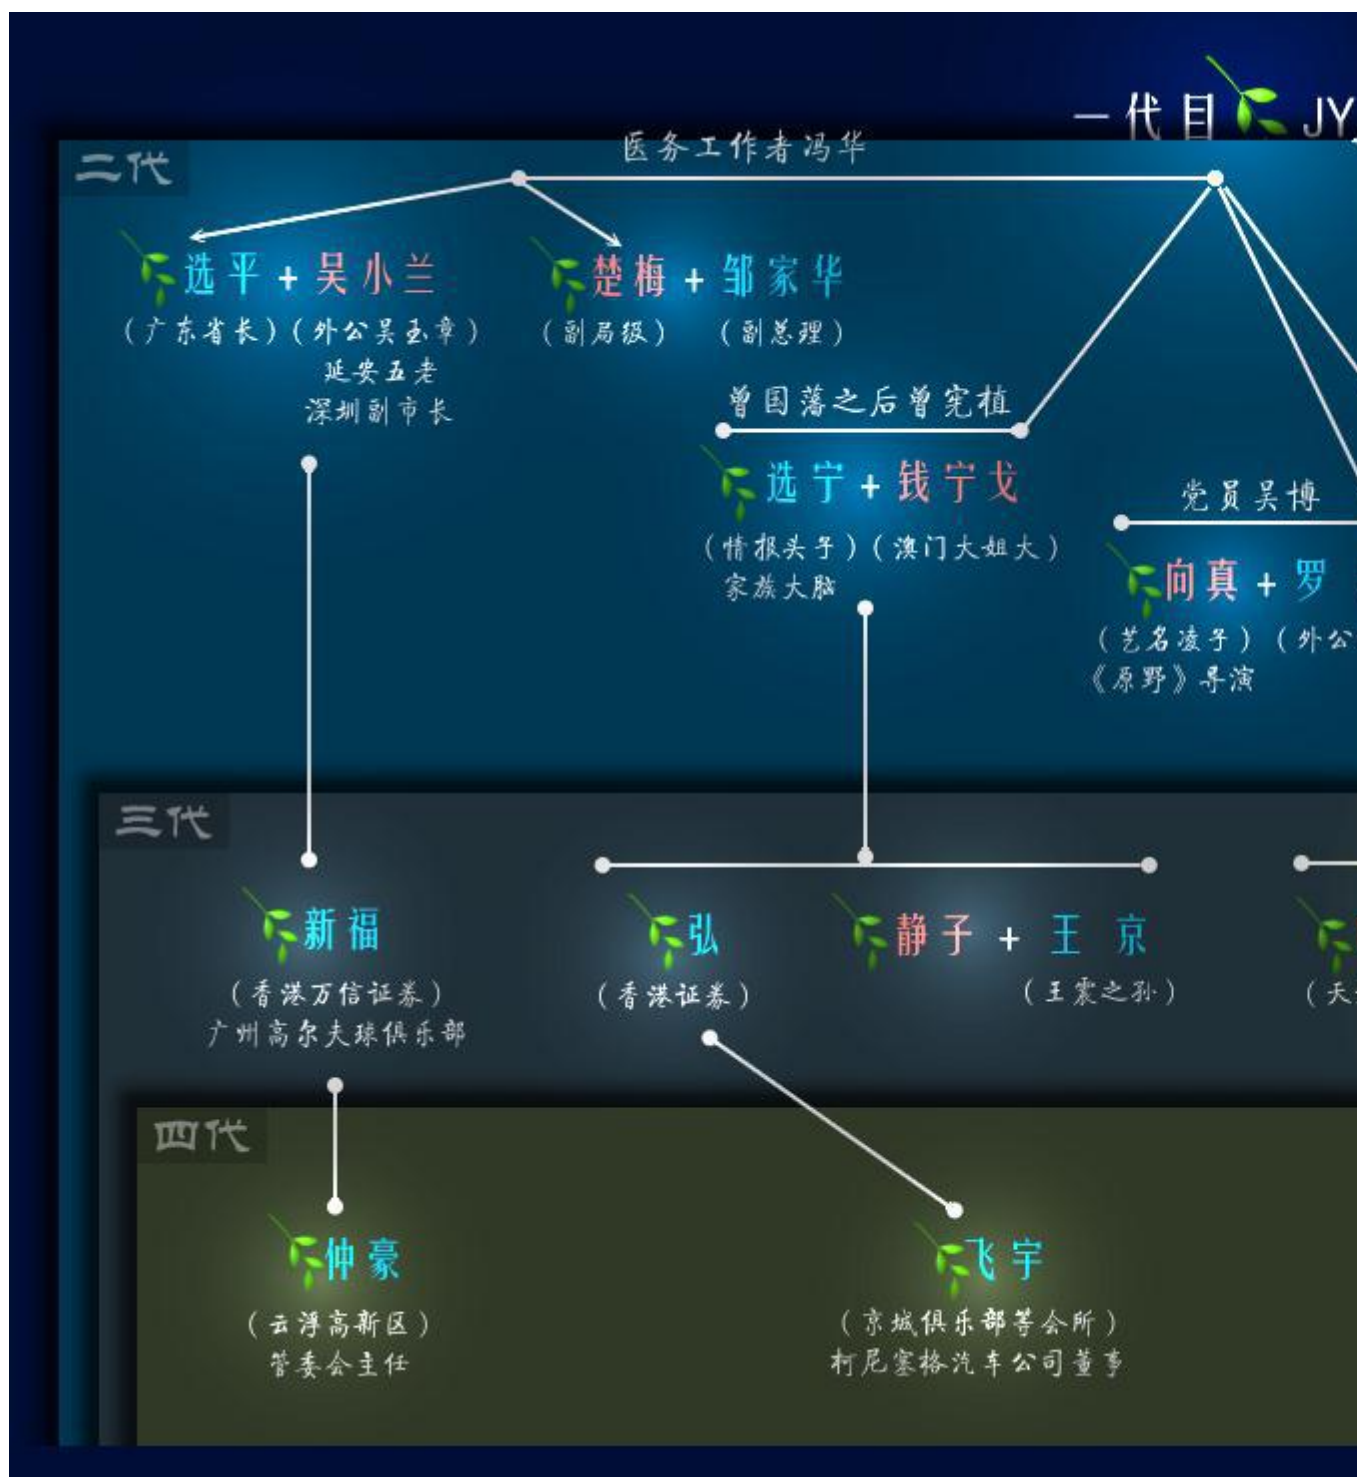 一代目 JY
医务工作者冯华
二代
选平+吴小兰
楚梅+邹家华
(广东省长)(外公吴玉章)
(副局级)
(副总理)
延安五老
深圳副市长
曾国藩之后曾宪植
选宁+钱宁戈
(情报头子)(澳门大姐大)
家族大脑
党员吴博
向真+罗
(艺名凌子)(外公
《原野》导演
三代
新福
弘
静子+王京
(香港万信证券)
广州高尔夫球俱乐部
(香港证券)
(王震之孙)
(天
四代
仲豪
飞宇
(云浮高新区)
管委会主任
(京城俱乐部等会所)
柯尼塞格汽车公司董事